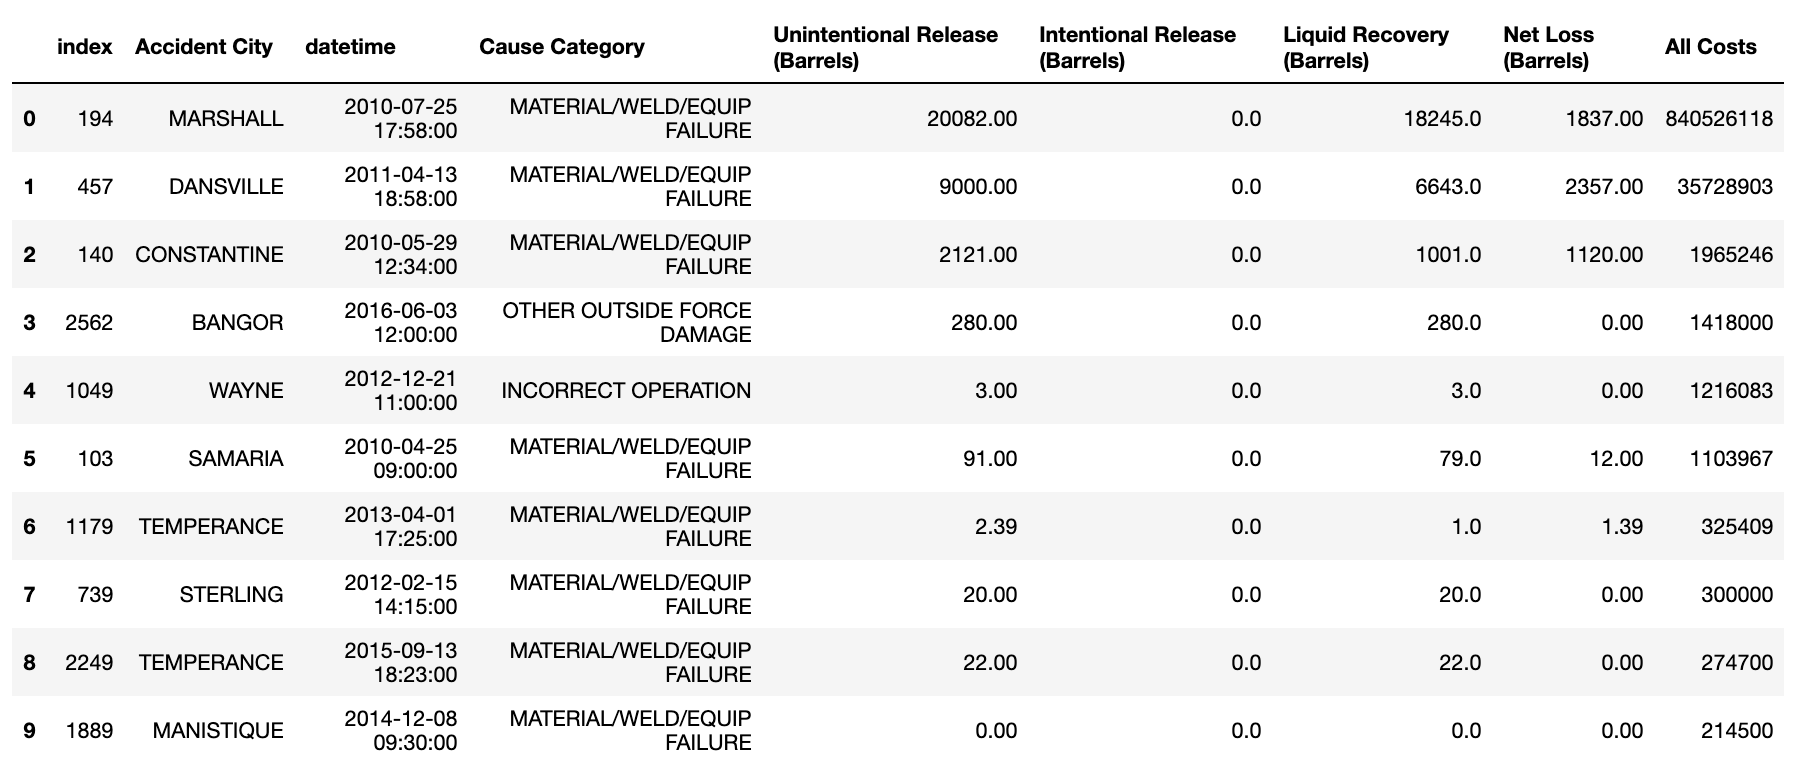 index Accident City datetime Cause Category Unintentional Release (Barrels) Intentional Release (Barrels) Liquid Recovery (Barrels) Net Loss (Barrels) All Costs
0 194 MARSHALL 2010-07-25 17:58:00 MATERIAL/WELD/EQUIP FAILURE 20082.00 0.0 18245.0 1837.00 840526118
1 457 DANSVILLE 2011-04-13 18:58:00 MATERIAL/WELD/EQUIP FAILURE 9000.00 0.0 6643.0 2357.00 35728903
2 140 CONSTANTINE 2010-05-29 12:34:00 MATERIAL/WELD/EQUIP FAILURE 2121.00 0.0 1001.0 1120.00 1965246
3 2562 BANGOR 2016-06-03 12:00:00 OTHER OUTSIDE FORCE DAMAGE 280.00 0.0 280.0 0.00 1418000
4 1049 WAYNE 2012-12-21 11:00:00 INCORRECT OPERATION 3.00 0.0 3.0 0.00 1216083
5 103 SAMARIA 2010-04-25 09:00:00 MATERIAL/WELD/EQUIP FAILURE 91.00 0.0 79.0 12.00 1103967
6 1179 TEMPERANCE 2013-04-01 17:25:00 MATERIAL/WELD/EQUIP FAILURE 2.39 0.0 1.0 1.39 325409
7 739 STERLING 2012-02-15 14:15:00 MATERIAL/WELD/EQUIP FAILURE 20.00 0.0 20.0 0.00 300000
8 2249 TEMPERANCE 2015-09-13 18:23:00 MATERIAL/WELD/EQUIP FAILURE 22.00 0.0 22.0 0.00 274700
9 1889 MANISTIQUE 2014-12-08 09:30:00 MATERIAL/WELD/EQUIP FAILURE 0.00 0.0 0.0 0.00 214500